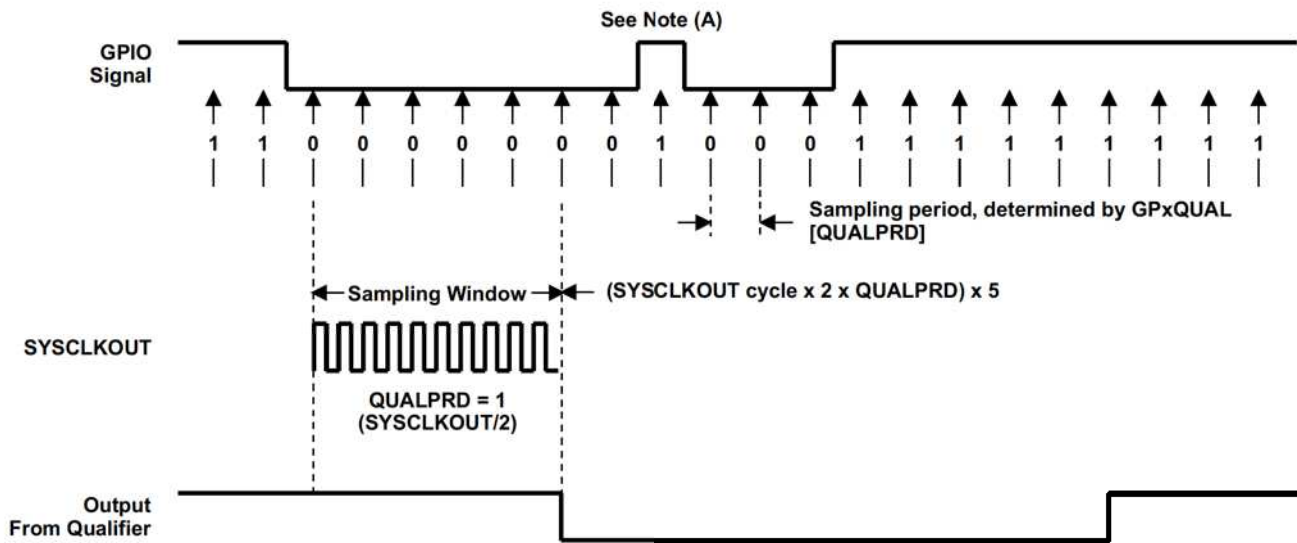 See Note (A)
GPIO
Signal
1 1 0 0 0 0 0 0 0 1 0 0 0 1 1 1 1 1 1 1 1 1
Sampling period, determined by GPxQUAL
[QUALPRD]
Sampling Window
(SYSCLKOUT cycle x 2 x QUALPRD) x 5
SYSCLKOUT
QUALPRD = 1
(SYSCLKOUT/2)
Output
From Qualifier